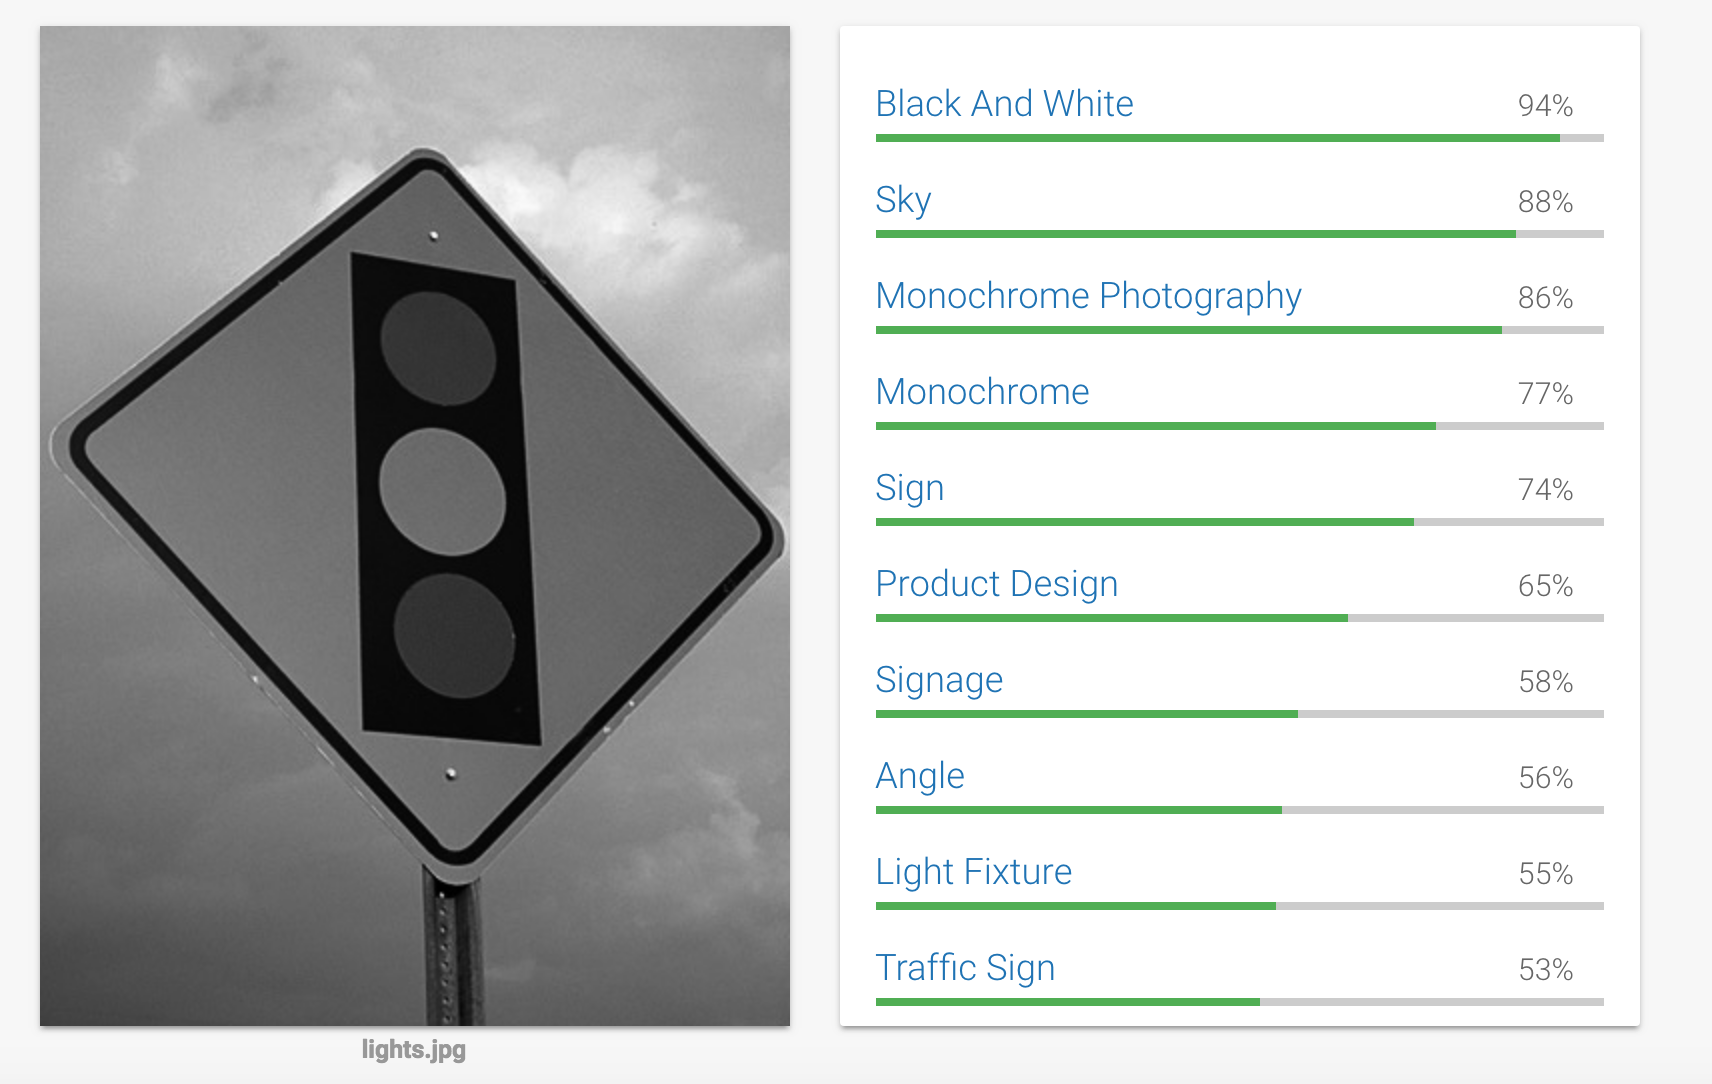 Black And White 94%
Sky 88%
Monochrome Photography 86%
Monochrome 77%
Sign 74%
Product Design 65%
Signage 58%
Angle 56%
Light Fixture 55%
Traffic Sign 53%
lights.jpg